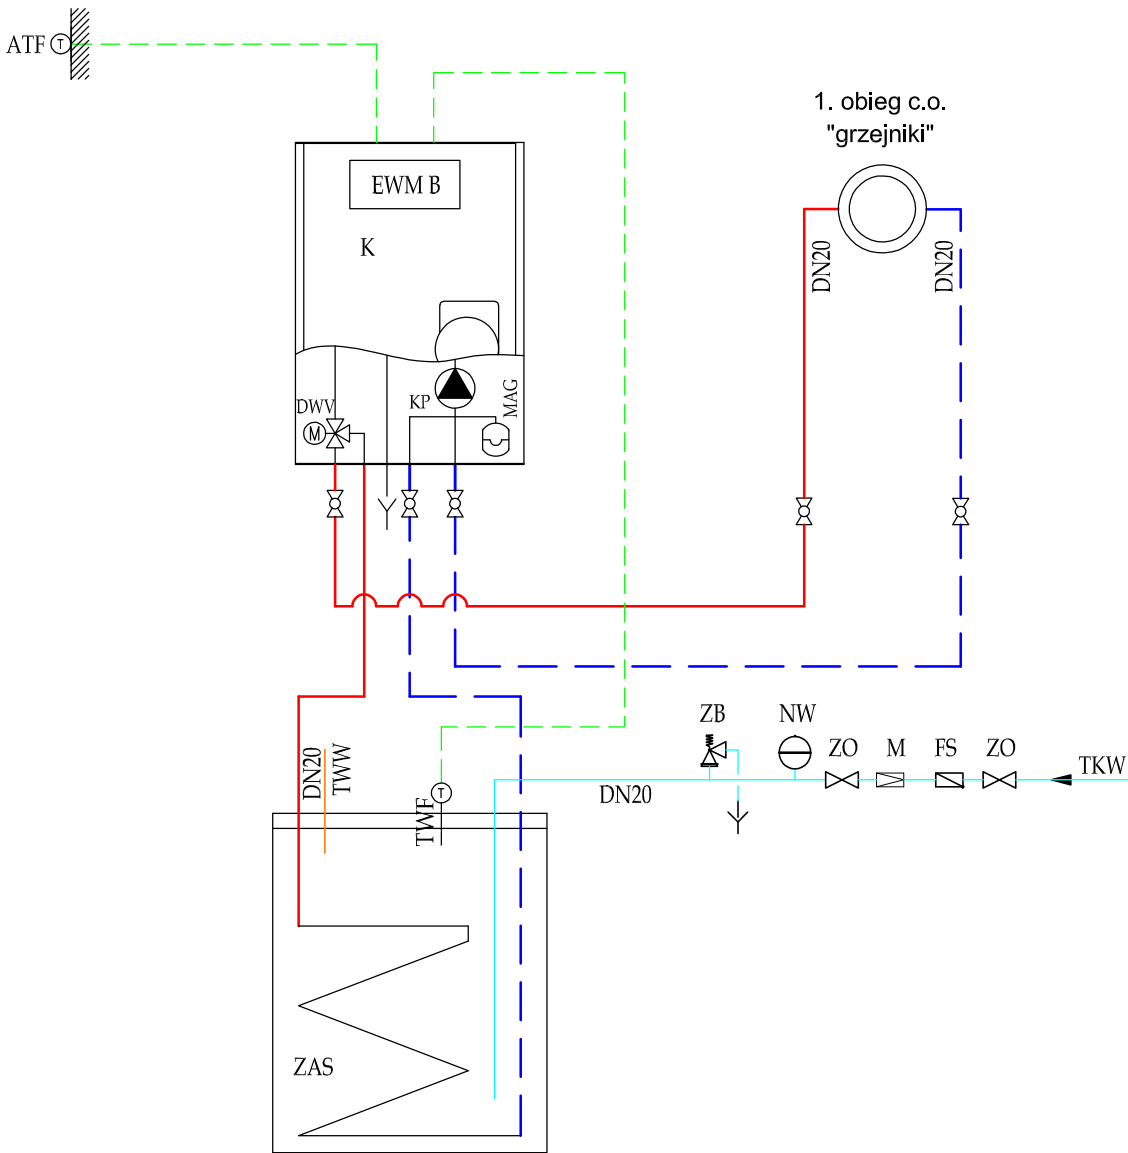 ATF T
1. obieg c.o.
"grzejniki"
EWM B
K
DN20
DN20
DWV
M
KP
MAG
ZB
NW
ZO
M
FS
ZO
TKW
DN20
DN20
TWW
T
TWF
ZAS